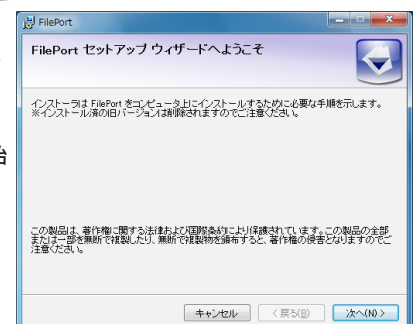 FilePort
FilePort セットアップ ウィザードへようこそ
インストーラは FilePort をコンピュータ上にインストールするために必要な手順を示します。
※インストール済の旧バージョンは削除されますのでご注意ください。
始
この製品は、著作権に関する法律および国際条約により保護されています。この製品の全部
または一部を無断で複製したり、無断で複製物を頒布すると、著作権の侵害となりますのでご
注意ください。
キャンセル
< 戻る(B)
次へ(N) >